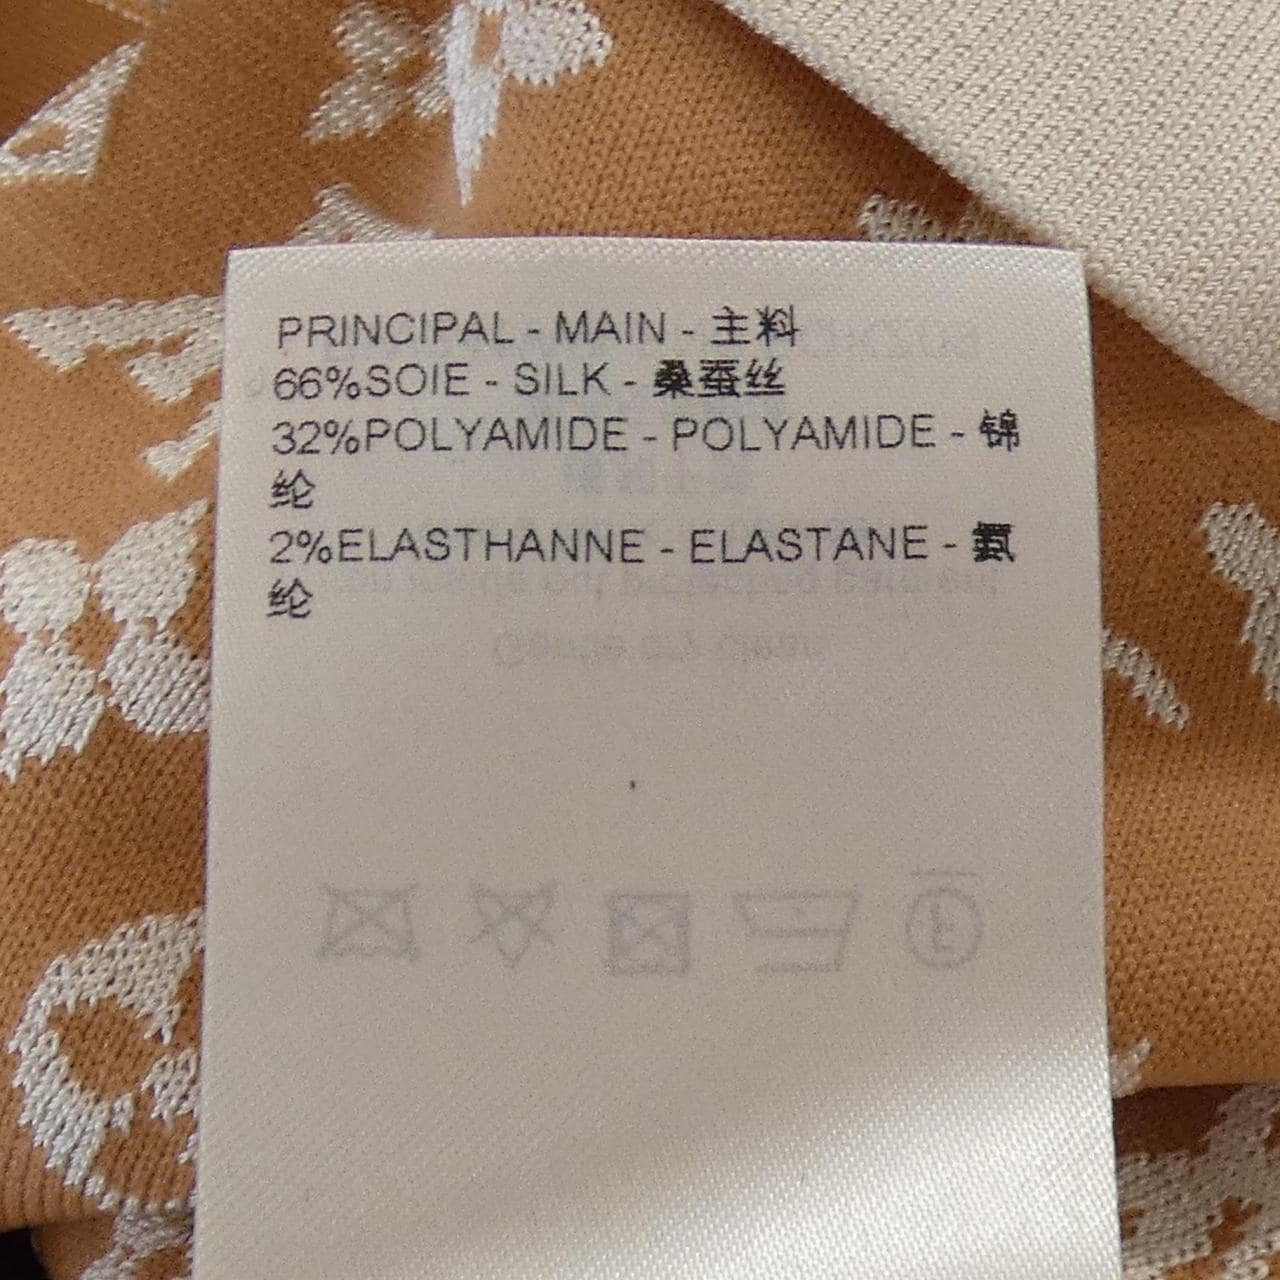 PRINCIPAL - MAIN - 主料
66%SOIE - SILK - 桑蚕丝
32%POLYAMIDE - POLYAMIDE - 锦
纶
2%ELASTHANNE - ELASTANE - 氨
纶